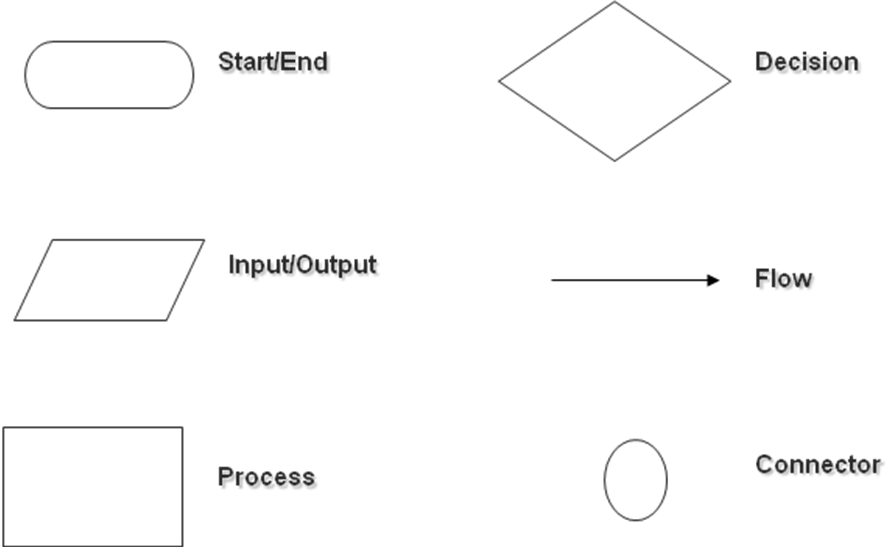 Start/End
Decision
Input/Output
Flow
Process
Connector